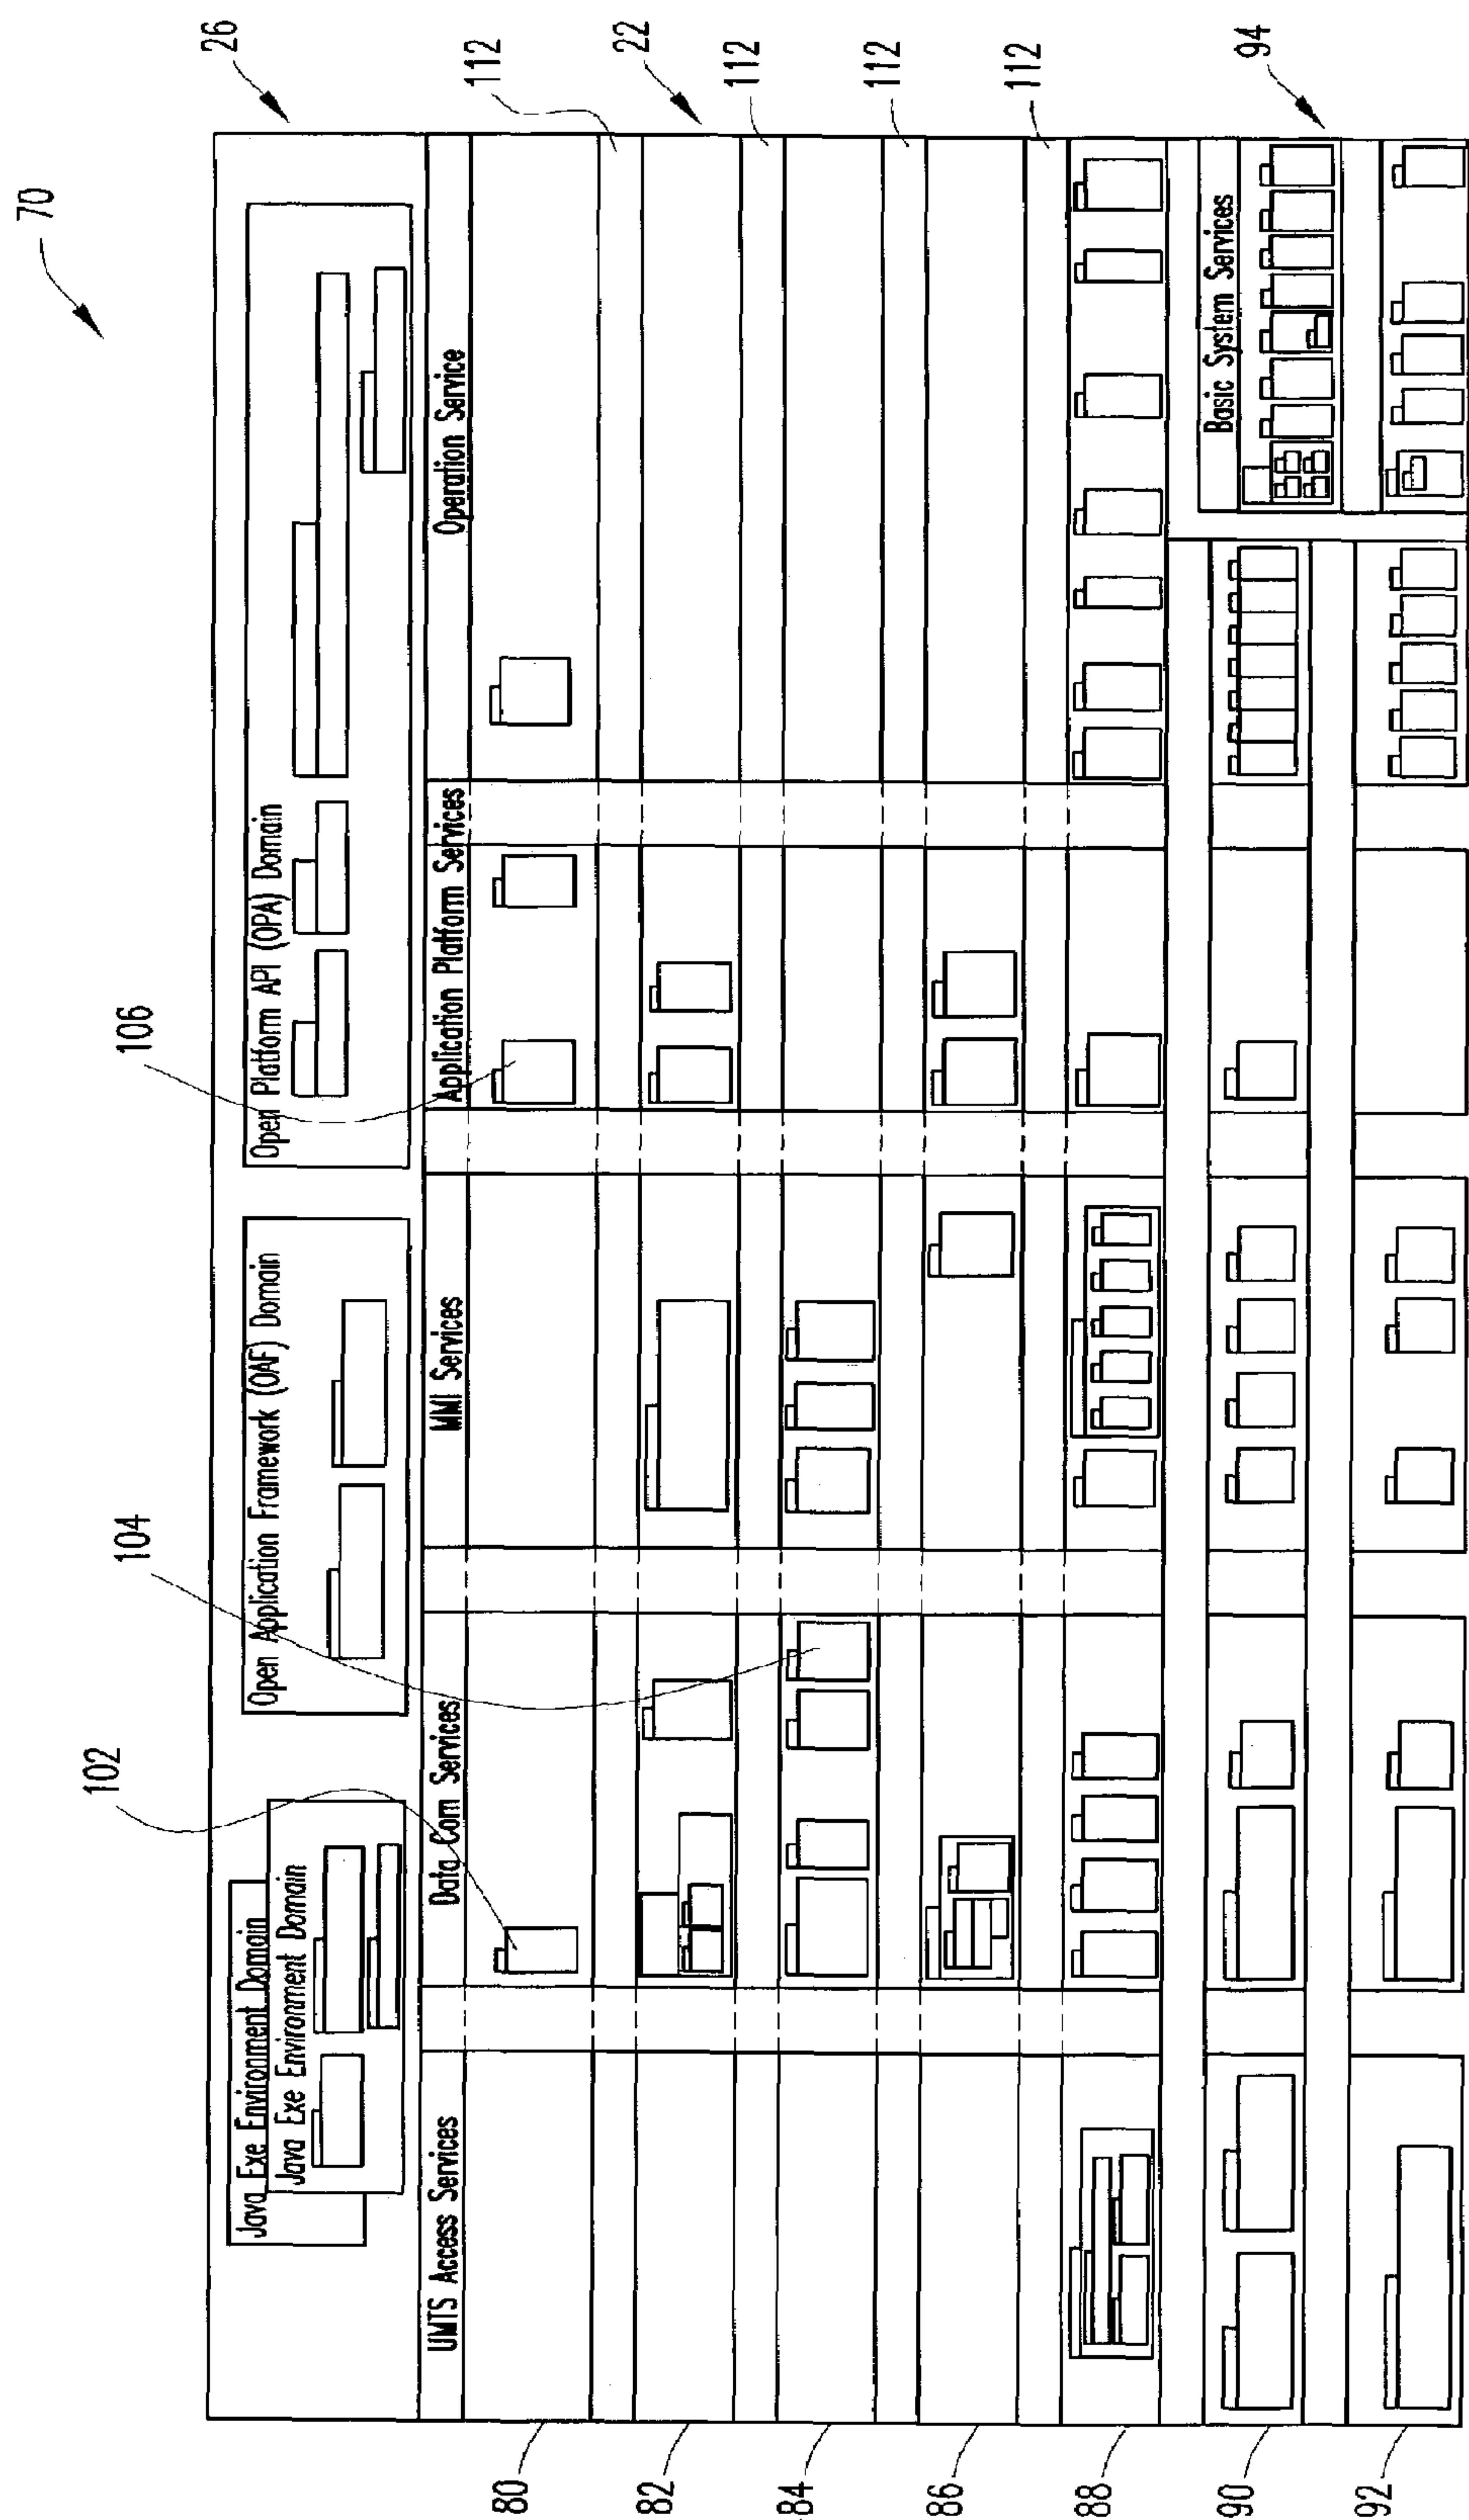 70
26
112
22
112
112
112
94
106
104
102
Java Exe Environment Domain
Java Exe Environment Domain
Open Application Framework (OAF) Domain
Open Platform API (OPA) Domain
UMTS Access Services
Data Com Services
MMI Services
Application Platform Services
Operation Service
Basic System Services
80
82
84
86
88
90
92